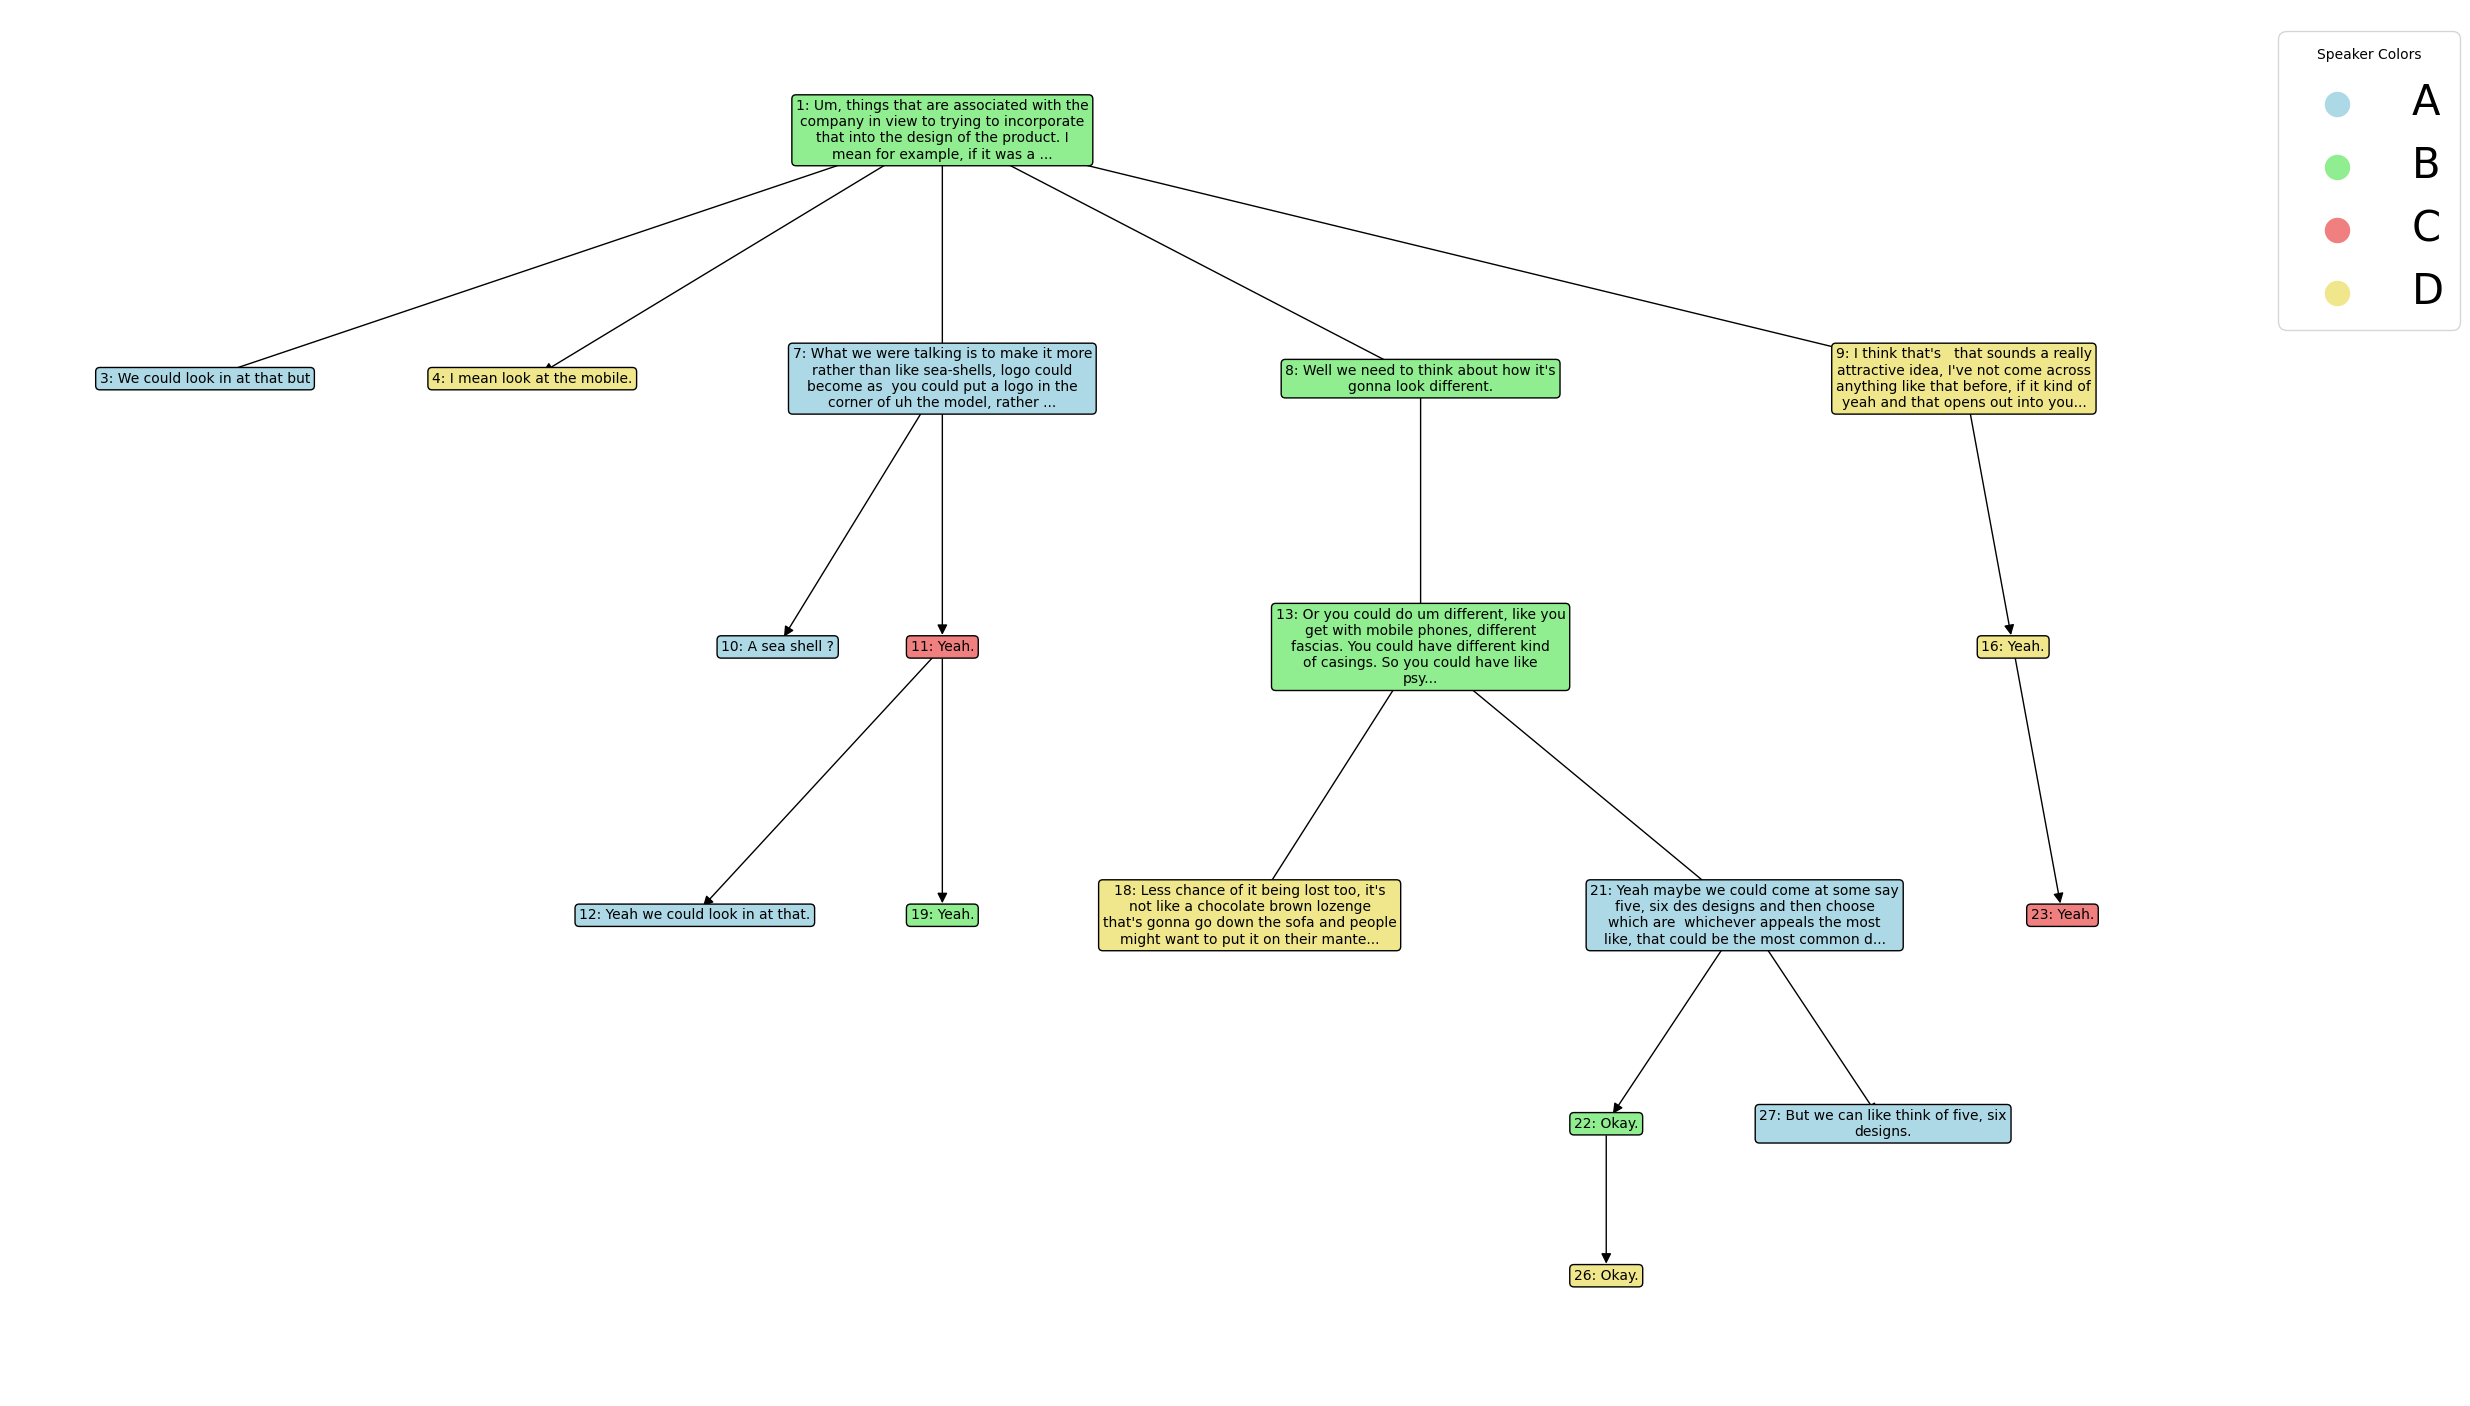 Speaker Colors
A
B
C
D
1: Um, things that are associated with the
company in view to trying to incorporate
that into the design of the product. I
mean for example, if it was a ...
3: We could look in at that but
4: I mean look at the mobile.
7: What we were talking is to make it more
rather than like sea-shells, logo could
become as  you could put a logo in the
corner of uh the model, rather ...
8: Well we need to think about how it's
gonna look different.
9: I think that's   that sounds a really
attractive idea, I've not come across
anything like that before, if it kind of
yeah and that opens out into you...
10: A sea shell ?
11: Yeah.
13: Or you could do um different, like you
get with mobile phones, different
fascias. You could have different kind
of casings. So you could have like
psy...
16: Yeah.
12: Yeah we could look in at that.
19: Yeah.
18: Less chance of it being lost too, it's
not like a chocolate brown lozenge
that's gonna go down the sofa and people
might want to put it on their mante...
21: Yeah maybe we could come at some say
five, six des designs and then choose
which are  whichever appeals the most
like, that could be the most common d...
23: Yeah.
22: Okay.
27: But we can like think of five, six
designs.
26: Okay.